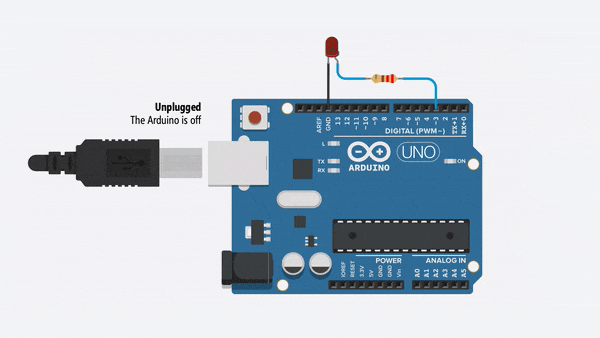 Unplugged
The Arduino is off
AREF
GND
13
12
~11
~10
~9
8
7
~6
~5
4
~3
2
TX→1
RX←0
DIGITAL (PWM~)
L
TX
RX
ARDUINO
UNO
ON
POWER
ANALOG IN
IOREF
RESET
3.3V
5V
GND
GND
Vin
A0
A1
A2
A3
A4
A5